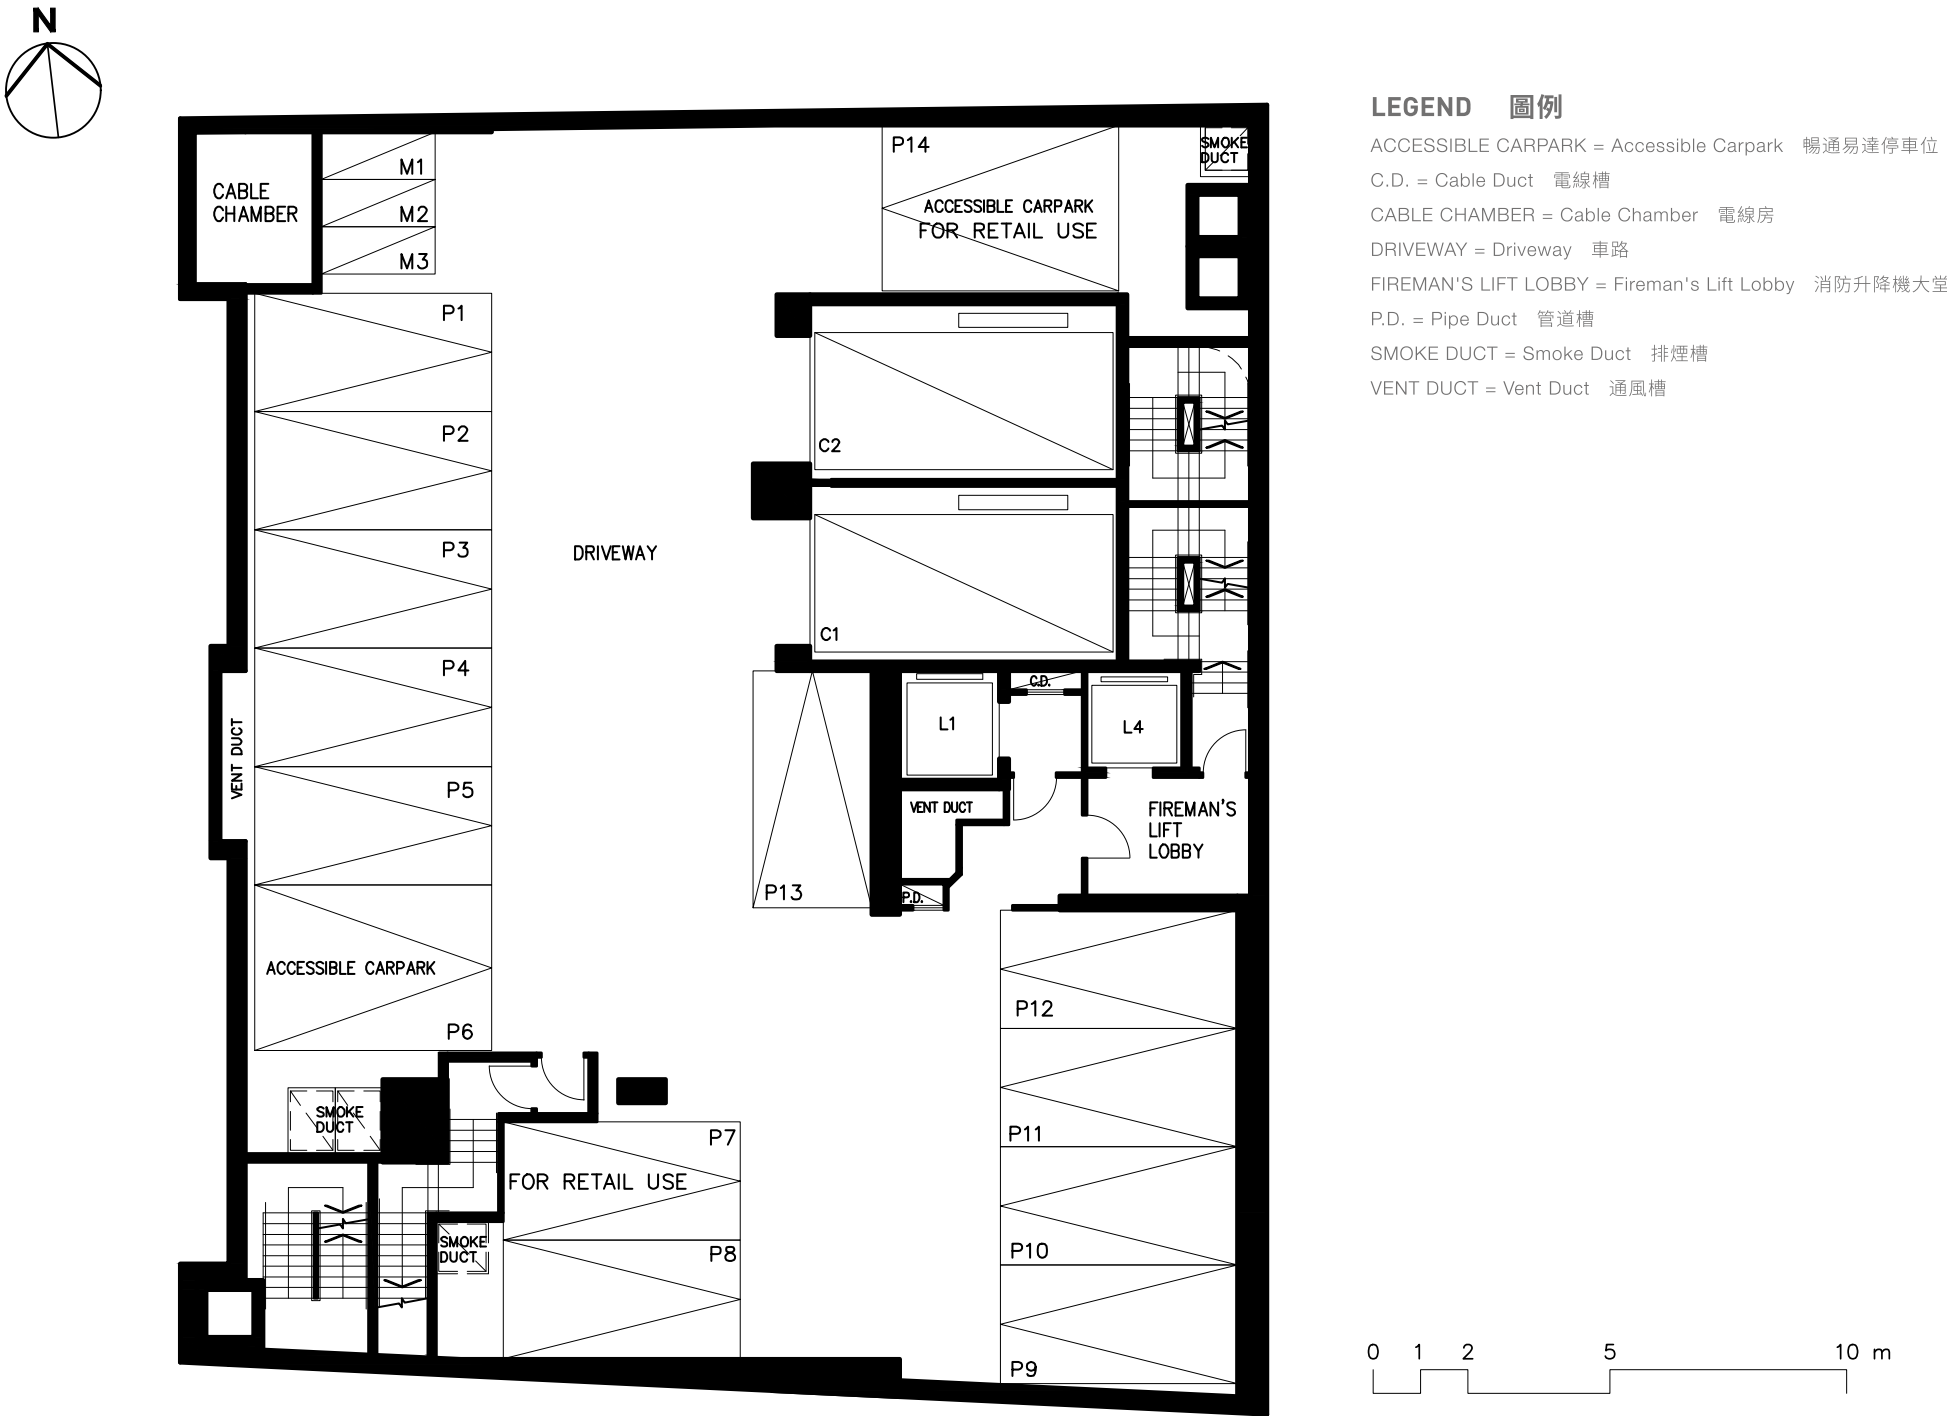 N
LEGEND 圖例
ACCESSIBLE CARPARK = Accessible Carpark 暢通易達停車位
C.D. = Cable Duct 電線槽
CABLE CHAMBER = Cable Chamber 電線房
DRIVEWAY = Driveway 車路
FIREMAN'S LIFT LOBBY = Fireman's Lift Lobby 消防升降機大堂
P.D. = Pipe Duct 管道槽
SMOKE DUCT = Smoke Duct 排煙槽
VENT DUCT = Vent Duct 通風槽
CABLE
CHAMBER
M1
M2
M3
P14
ACCESSIBLE CARPARK
FOR RETAIL USE
SMOKE
DUCT
P1
P2
P3
P4
P5
ACCESSIBLE CARPARK
P6
VENT DUCT
DRIVEWAY
C2
C1
C.D.
L1
L4
VENT DUCT
FIREMAN'S
LIFT
LOBBY
P.D.
P13
P12
P11
P10
P9
SMOKE
DUCT
P7
FOR RETAIL USE
P8
SMOKE
DUCT
0 1 2 5 10 m